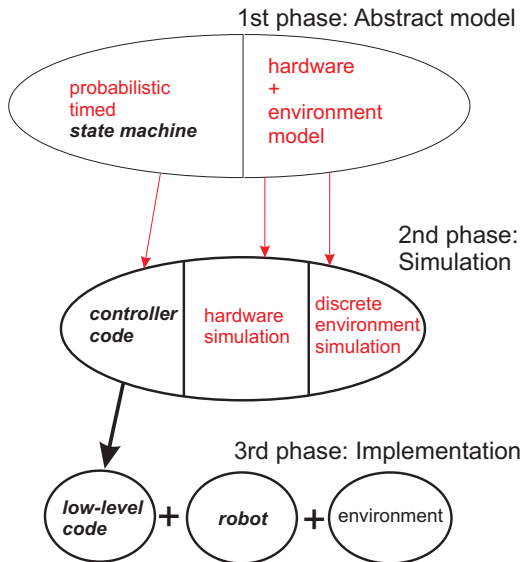 1st phase: Abstract model
probabilistic
timed
state machine
hardware
+
environment
model
2nd phase:
Simulation
controller
code
hardware
simulation
discrete
environment
simulation
3rd phase: Implementation
low-level
code
+
robot
+
environment